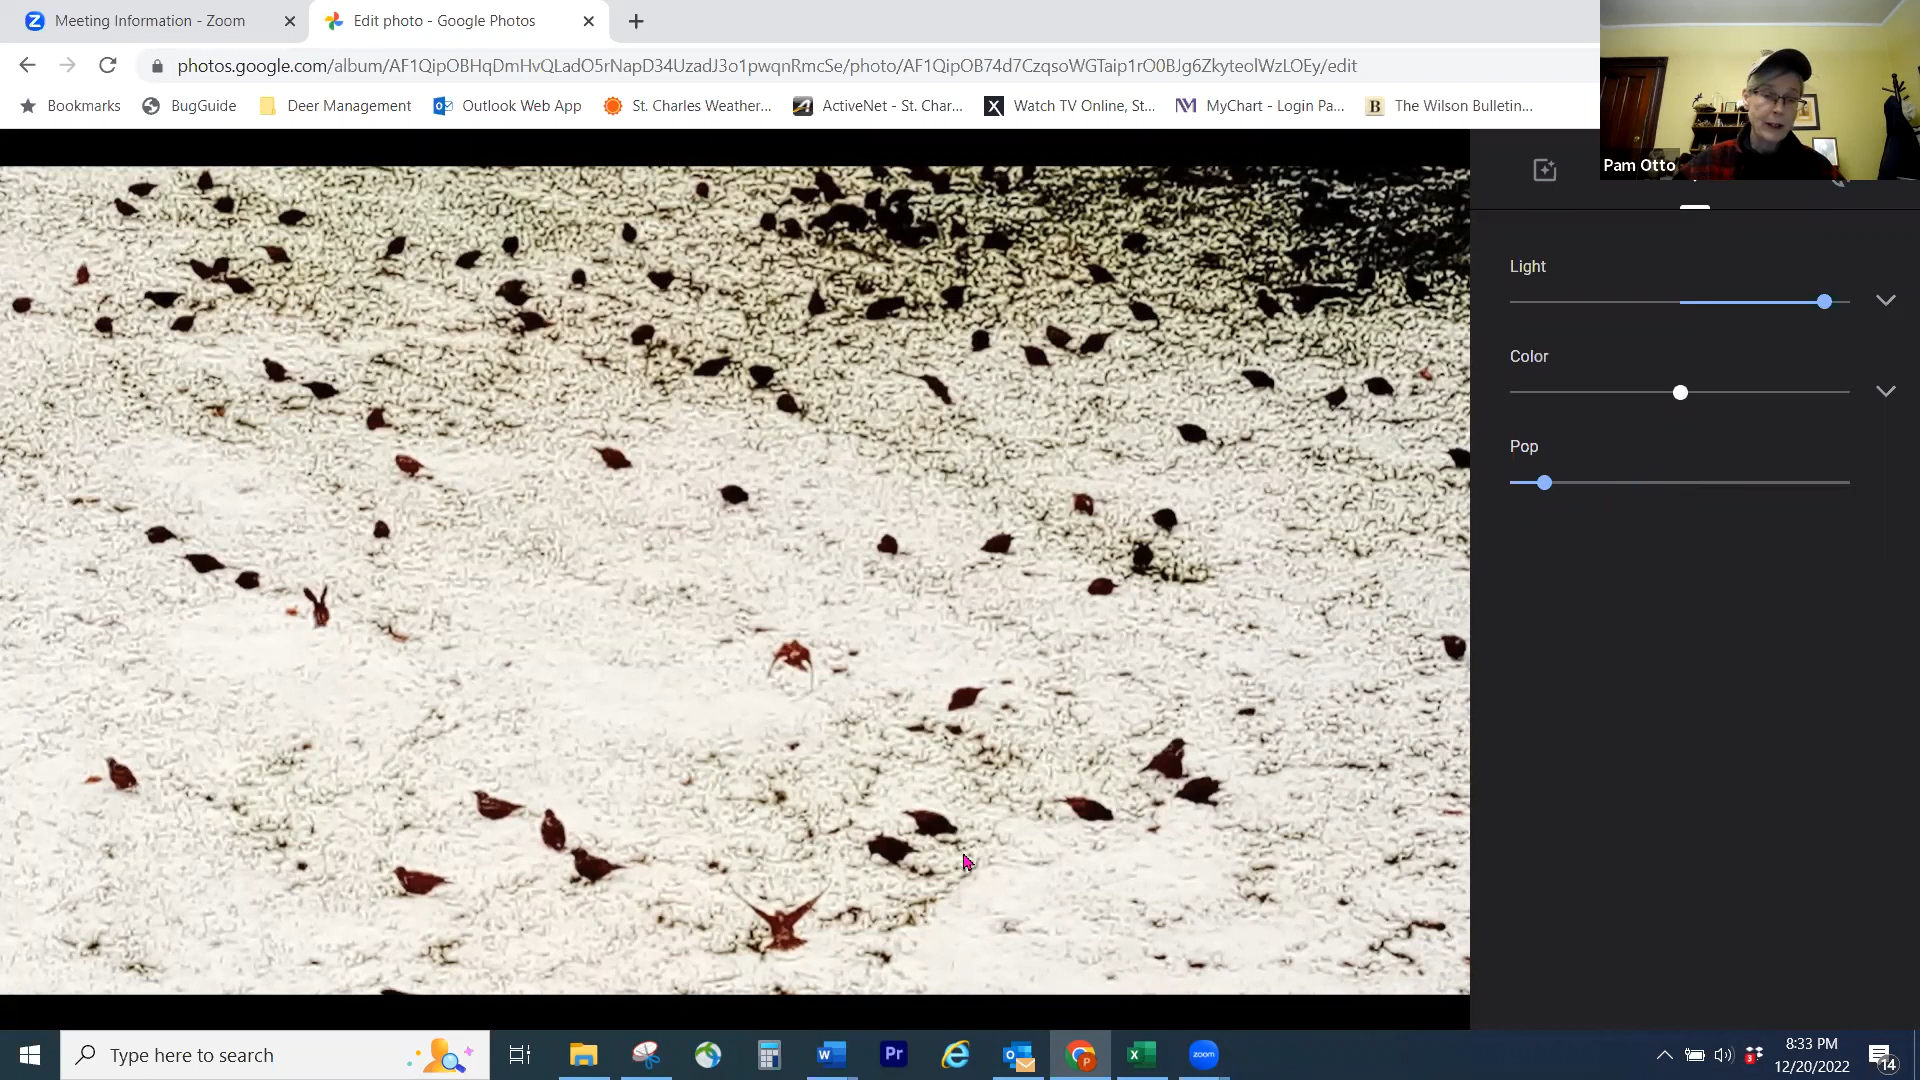 Meeting Information - Zoom
Edit photo - Google Photos
photos.google.com/album/AF1QipOBHqDmHvQLadO5rNapD34UzadJ3o1pwqnRmcSe/photo/AF1QipOB74d7CzqsoWGTaip1rO0BJg6ZkyteolWzLOEy/edit
Bookmarks
BugGuide
Deer Management
Outlook Web App
St. Charles Weather...
ActiveNet - St. Char...
Watch TV Online, St...
MyChart - Login Pa...
The Wilson Bulletin...
Pam Otto
Light
Color
Pop
Type here to search
zoom
8:33 PM
12/20/2022
14